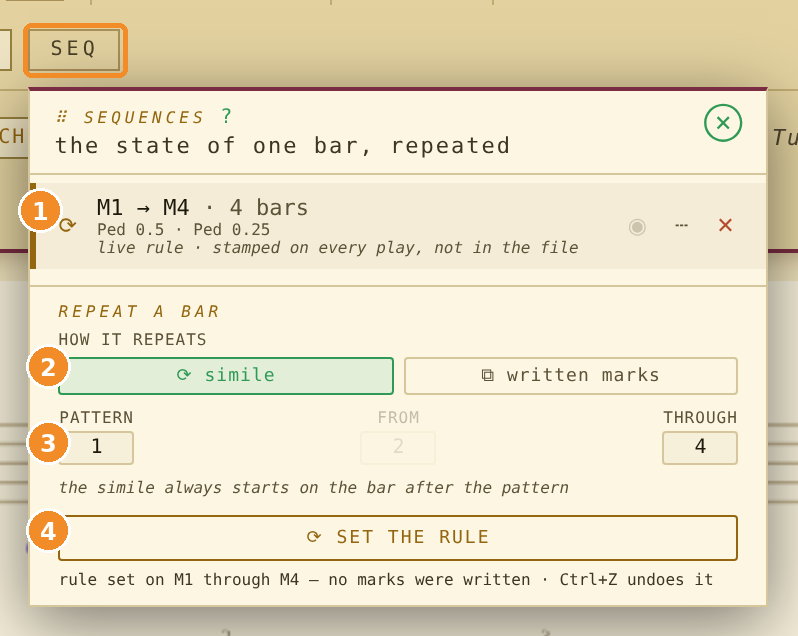 SEQ
CH
⠿ SEQUENCES ?
the state of one bar, repeated
Tu
1
M1 → M4 · 4 bars
Ped 0.5 · Ped 0.25
live rule · stamped on every play, not in the file
REPEAT A BAR
HOW IT REPEATS
2
⟳ simile
⧉ written marks
PATTERN FROM THROUGH
3
1 2 4
the simile always starts on the bar after the pattern
4
⟳ SET THE RULE
rule set on M1 through M4 — no marks were written · Ctrl+Z undoes it